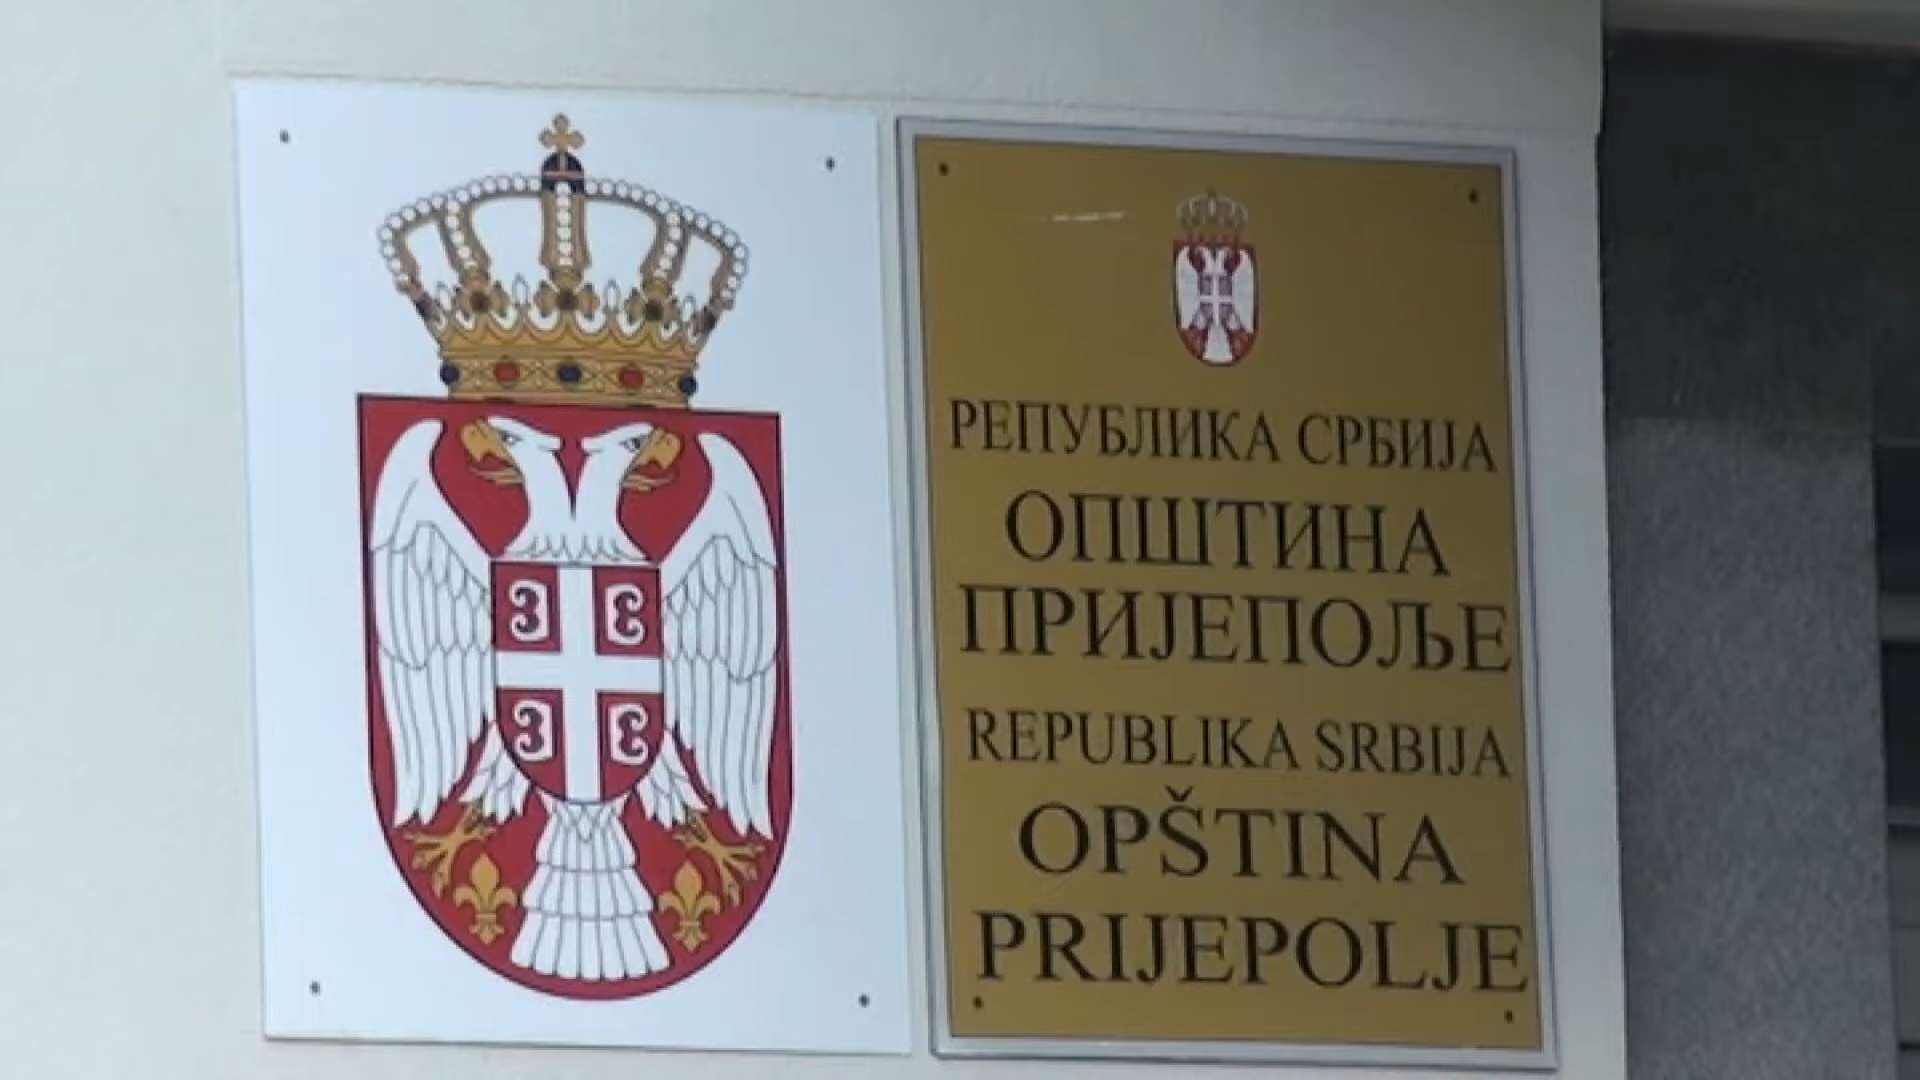 РЕПУБЛИКА СРБИЈА
ОПШТИНА
ПРИЈЕПОЉЕ
REPUBLIKA SRBIJA
OPŠTINA
PRIJEPOLJE